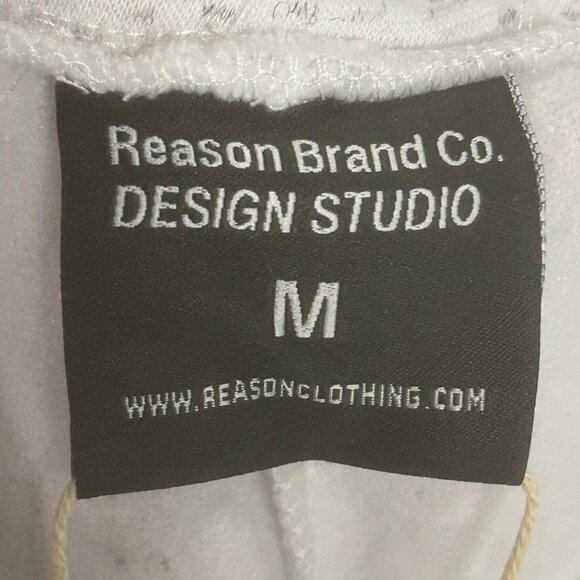 Reason Brand Co.
DESIGN STUDIO
M
WWW.REASONCLOTHING.COM